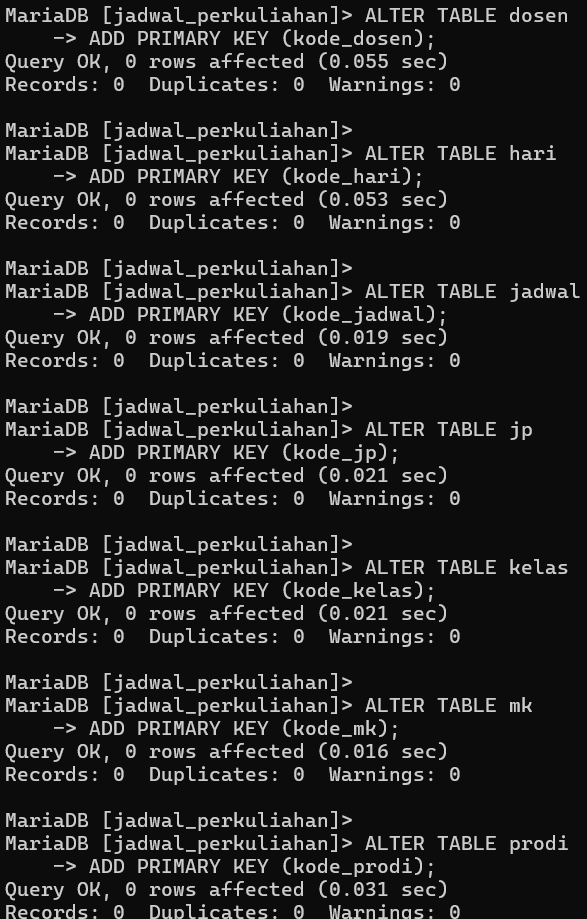 MariaDB [jadwal_perkuliahan]> ALTER TABLE dosen
    -> ADD PRIMARY KEY (kode_dosen);
Query OK, 0 rows affected (0.055 sec)
Records: 0  Duplicates: 0  Warnings: 0
MariaDB [jadwal_perkuliahan]>
MariaDB [jadwal_perkuliahan]> ALTER TABLE hari
    -> ADD PRIMARY KEY (kode_hari);
Query OK, 0 rows affected (0.053 sec)
Records: 0  Duplicates: 0  Warnings: 0
MariaDB [jadwal_perkuliahan]>
MariaDB [jadwal_perkuliahan]> ALTER TABLE jadwal
    -> ADD PRIMARY KEY (kode_jadwal);
Query OK, 0 rows affected (0.019 sec)
Records: 0  Duplicates: 0  Warnings: 0
MariaDB [jadwal_perkuliahan]>
MariaDB [jadwal_perkuliahan]> ALTER TABLE jp
    -> ADD PRIMARY KEY (kode_jp);
Query OK, 0 rows affected (0.021 sec)
Records: 0  Duplicates: 0  Warnings: 0
MariaDB [jadwal_perkuliahan]>
MariaDB [jadwal_perkuliahan]> ALTER TABLE kelas
    -> ADD PRIMARY KEY (kode_kelas);
Query OK, 0 rows affected (0.021 sec)
Records: 0  Duplicates: 0  Warnings: 0
MariaDB [jadwal_perkuliahan]>
MariaDB [jadwal_perkuliahan]> ALTER TABLE mk
    -> ADD PRIMARY KEY (kode_mk);
Query OK, 0 rows affected (0.016 sec)
Records: 0  Duplicates: 0  Warnings: 0
MariaDB [jadwal_perkuliahan]>
MariaDB [jadwal_perkuliahan]> ALTER TABLE prodi
    -> ADD PRIMARY KEY (kode_prodi);
Query OK, 0 rows affected (0.031 sec)
Records: 0  Duplicates: 0  Warnings: 0